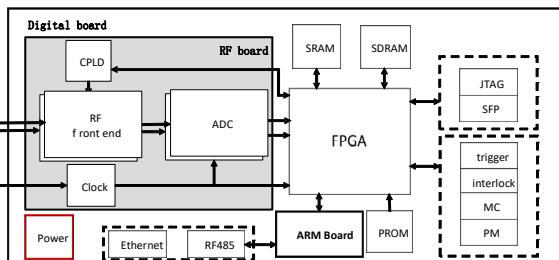 Digital board
RF board
CPLD
SRAM
SDRAM
RF
f ront end
ADC
FPGA
JTAG
SFP
Clock
trigger
interlock
MC
PM
Power
Ethernet
RF485
ARM Board
PROM